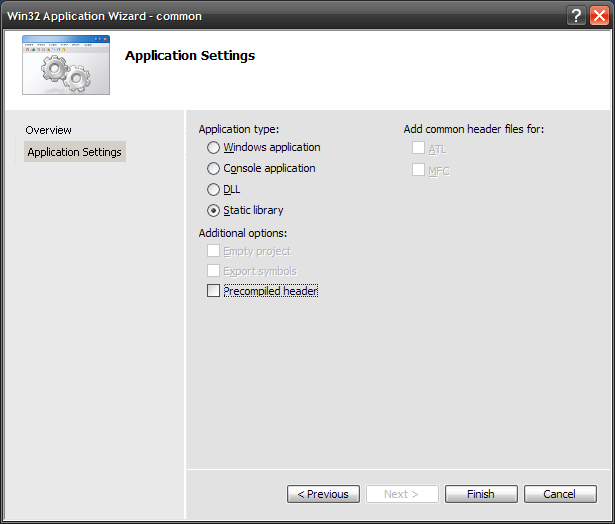 Win32 Application Wizard - common
?
Application Settings
Overview
Application Settings
Application type:
Windows application
Console application
DLL
Static library
Additional options:
Empty project
Export symbols
Precompiled header
Add common header files for:
ATL
MFC
< Previous
Next >
Finish
Cancel